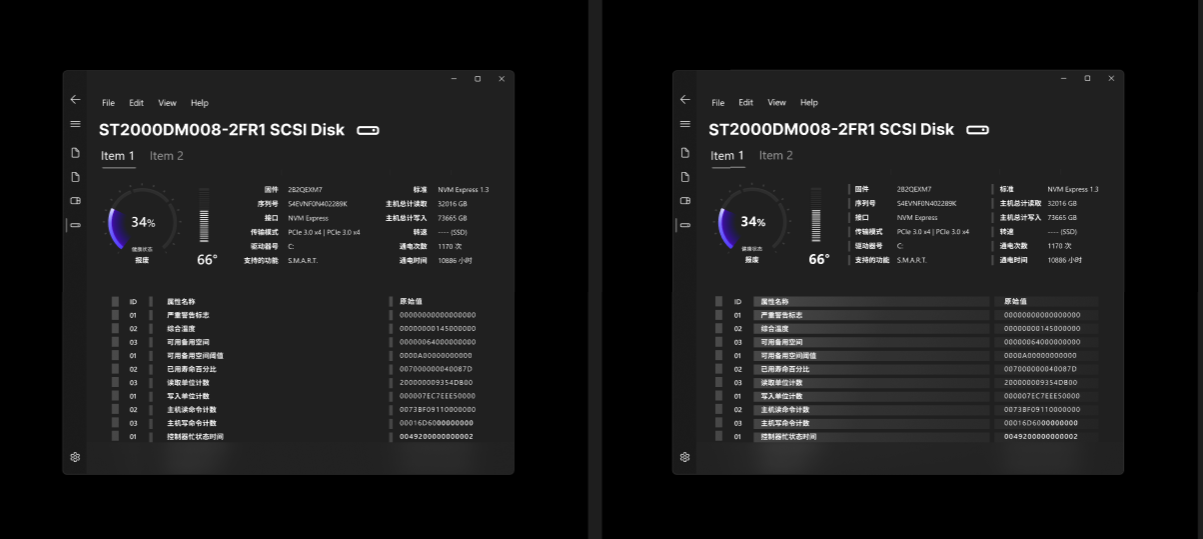 File Edit View Help
ST2000DM008-2FR1 SCSI Disk
Item 1 Item 2
固件 2B2QEXM7 标准 NVM Express 1.3
序列号 S4EVNF0N402289K 主机总计读取 32016 GB
接口 NVM Express 主机总计写入 73665 GB
34%
传输模式 PCIe 3.0 x4 | PCIe 3.0 x4 转速 ---- (SSD)
健康状态 驱动器号 C: 通电次数 1170 次
报废 66° 支持的功能 S.M.A.R.T. 通电时间 10886 小时
ID 属性名称 原始值
01 严重警告标志 00000000000000000
02 综合温度 00000000145000000
03 可用备用空间 00000064000000000
01 可用备用空间阈值 0000A00000000000
02 已用寿命百分比 00700000040087D
03 读取单位计数 200000009354DB00
01 写入单位计数 000007EC7EEE50000
02 主机读命令计数 0073BF09110000000
03 主机写命令计数 00016D6000000000
01 控制器忙状态时间 0049200000000002
File Edit View Help
ST2000DM008-2FR1 SCSI Disk
Item 1 Item 2
固件 2B2QEXM7 标准 NVM Express 1.3
序列号 S4EVNF0N402289K 主机总计读取 32016 GB
接口 NVM Express 主机总计写入 73665 GB
34%
传输模式 PCIe 3.0 x4 | PCIe 3.0 x4 转速 ---- (SSD)
健康状态 驱动器号 C: 通电次数 1170 次
报废 66° 支持的功能 S.M.A.R.T. 通电时间 10886 小时
ID 属性名称 原始值
01 严重警告标志 00000000000000000
02 综合温度 00000000145000000
03 可用备用空间 00000064000000000
01 可用备用空间阈值 0000A00000000000
02 已用寿命百分比 00700000040087D
03 读取单位计数 200000009354DB00
01 写入单位计数 000007EC7EEE50000
02 主机读命令计数 0073BF09110000000
03 主机写命令计数 00016D6000000000
01 控制器忙状态时间 0049200000000002